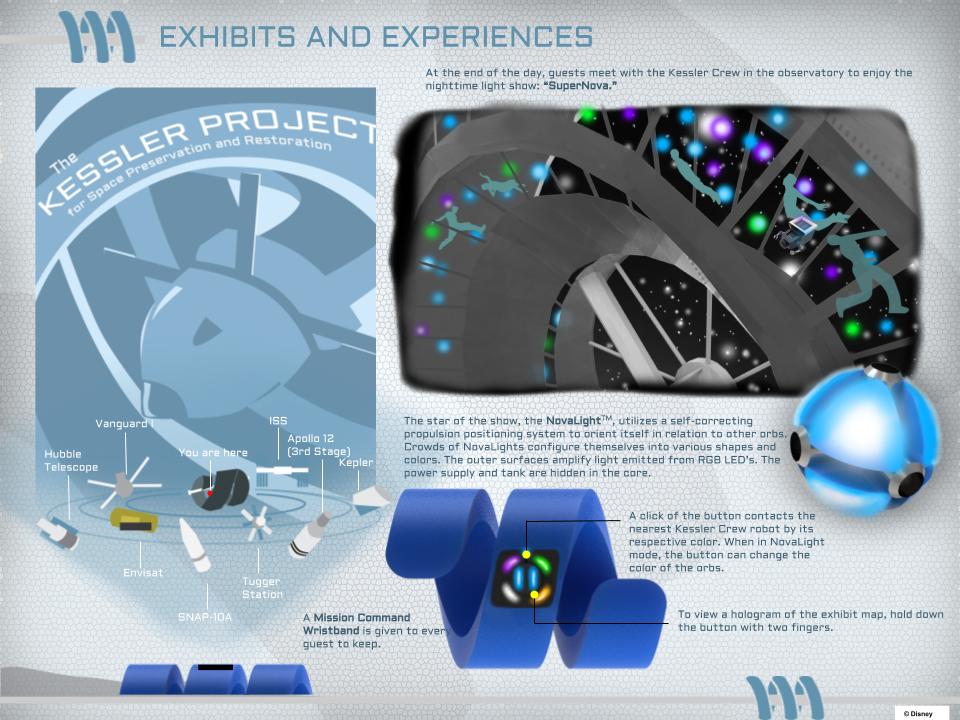 EXHIBITS AND EXPERIENCES
At the end of the day, guests meet with the Kessler Crew in the observatory to enjoy the
nighttime light show: “SuperNova.”
The
KESSLER PROJECT
for Space Preservation and Restoration
Vanguard I
ISS
Apollo 12
(3rd Stage)
Hubble
Telescope
You are here
Kepler
Envisat
Tugger
Station
SNAP-10A
The star of the show, the NovaLight™, utilizes a self-correcting
propulsion positioning system to orient itself in relation to other orbs.
Crowds of NovaLights configure themselves into various shapes and
colors. The outer surfaces amplify light emitted from RGB LED's. The
power supply and tank are hidden in the core.
A click of the button contacts the
nearest Kessler Crew robot by its
respective color. When in NovaLight
mode, the button can change the
color of the orbs.
To view a hologram of the exhibit map, hold down
the button with two fingers.
A Mission Command
Wristband is given to every
guest to keep.
© Disney